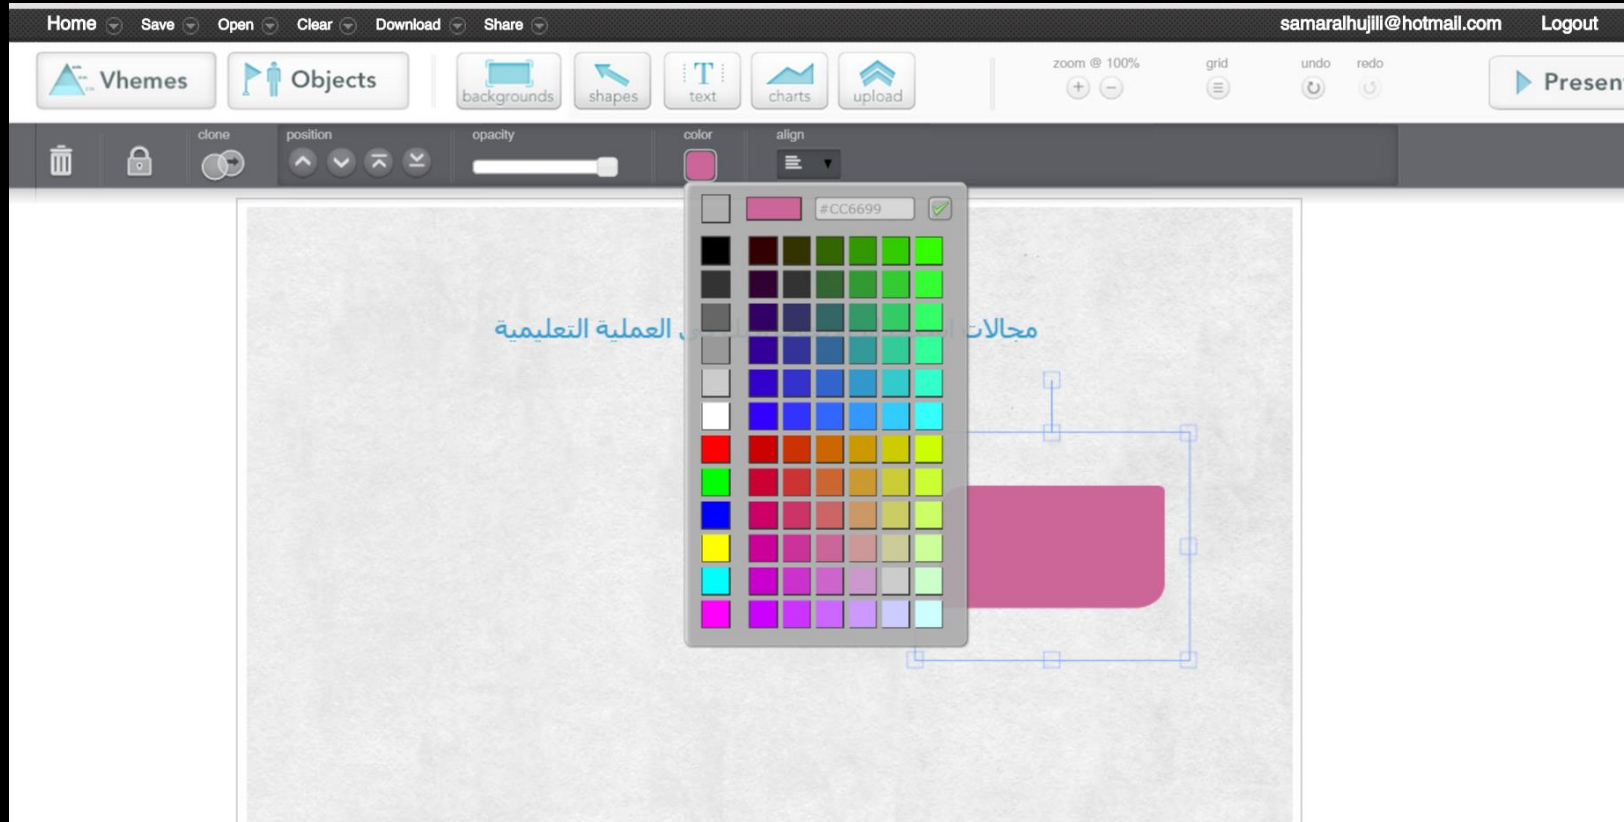 Home Save Open Clear Download Share samaralhujili@hotmail.com Logout
Vhemes Objects backgrounds shapes text charts upload zoom @ 100% grid undo redo Presen
clone position opacity color align
#CC6699
مجالات العملية التعليمية